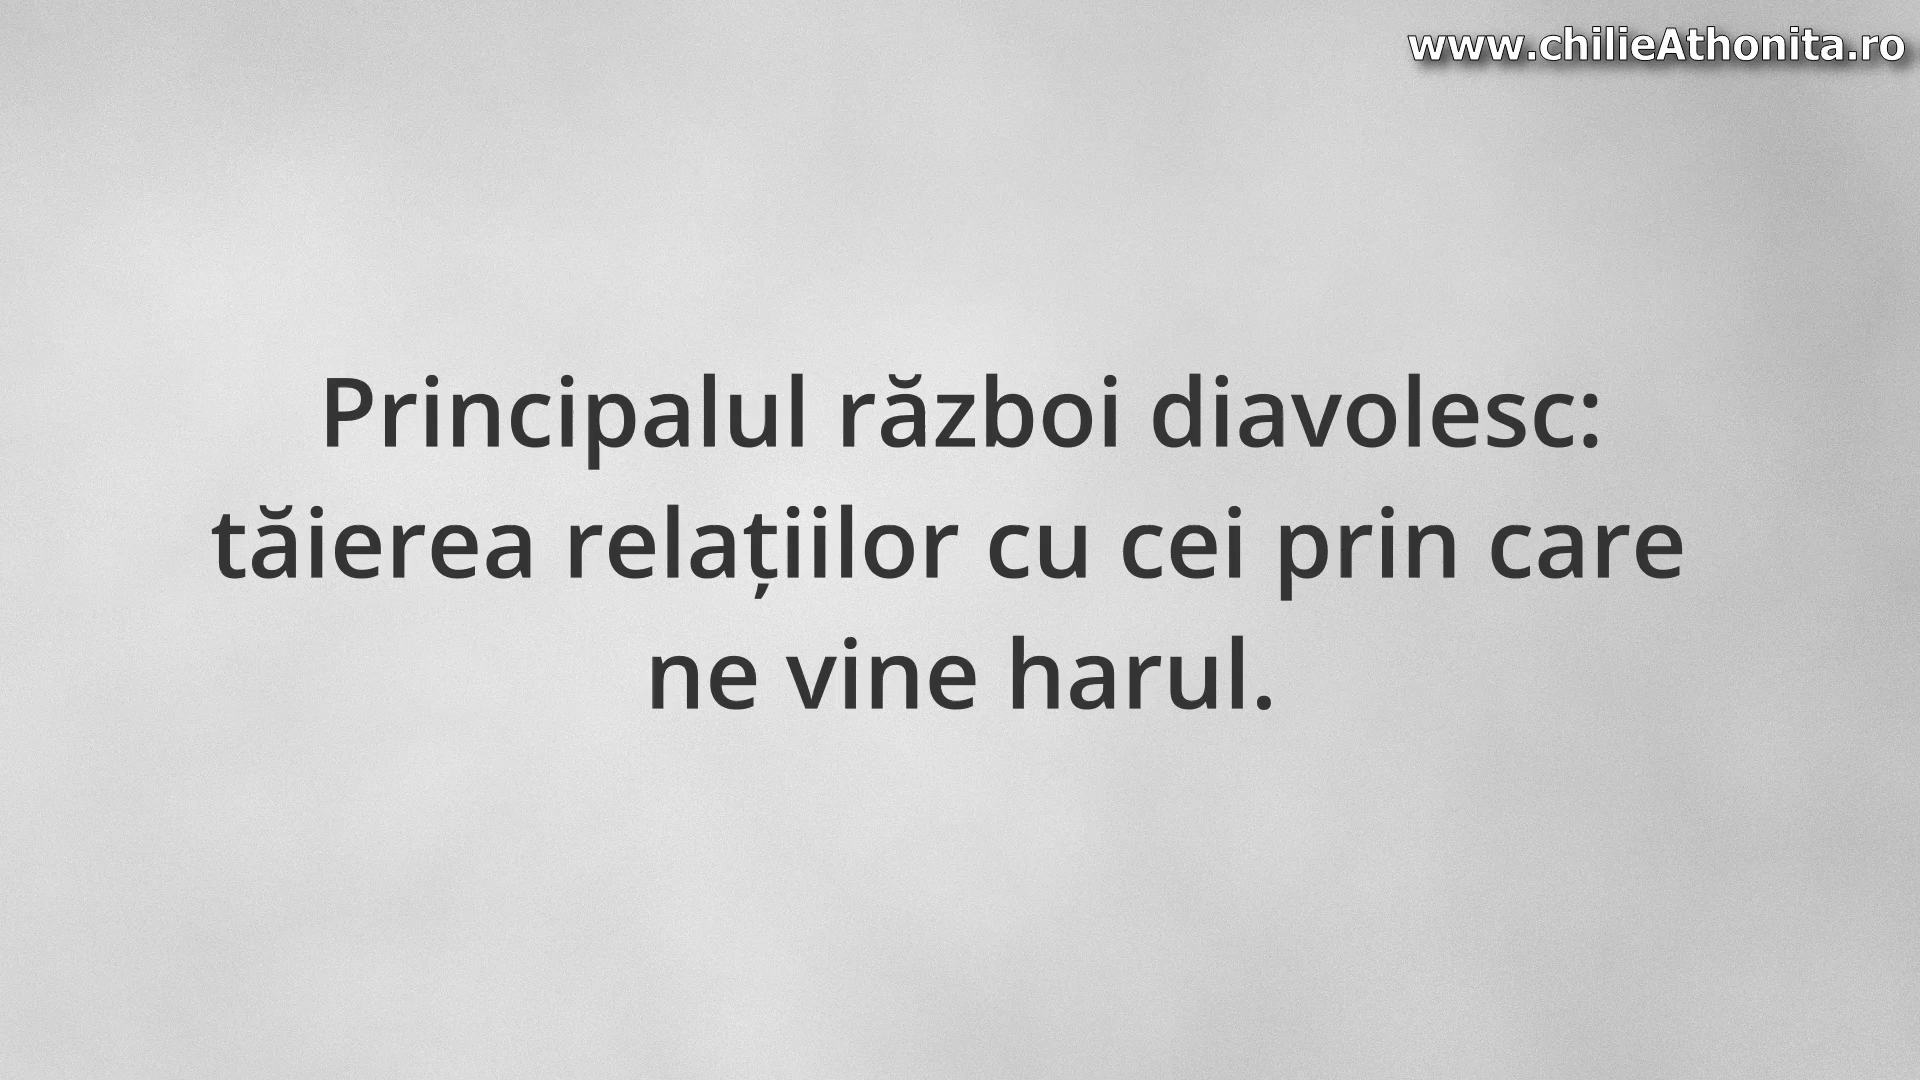 www.chilieAthonita.ro
Principalul război diavolesc:
tăierea relațiilor cu cei prin care
ne vine harul.